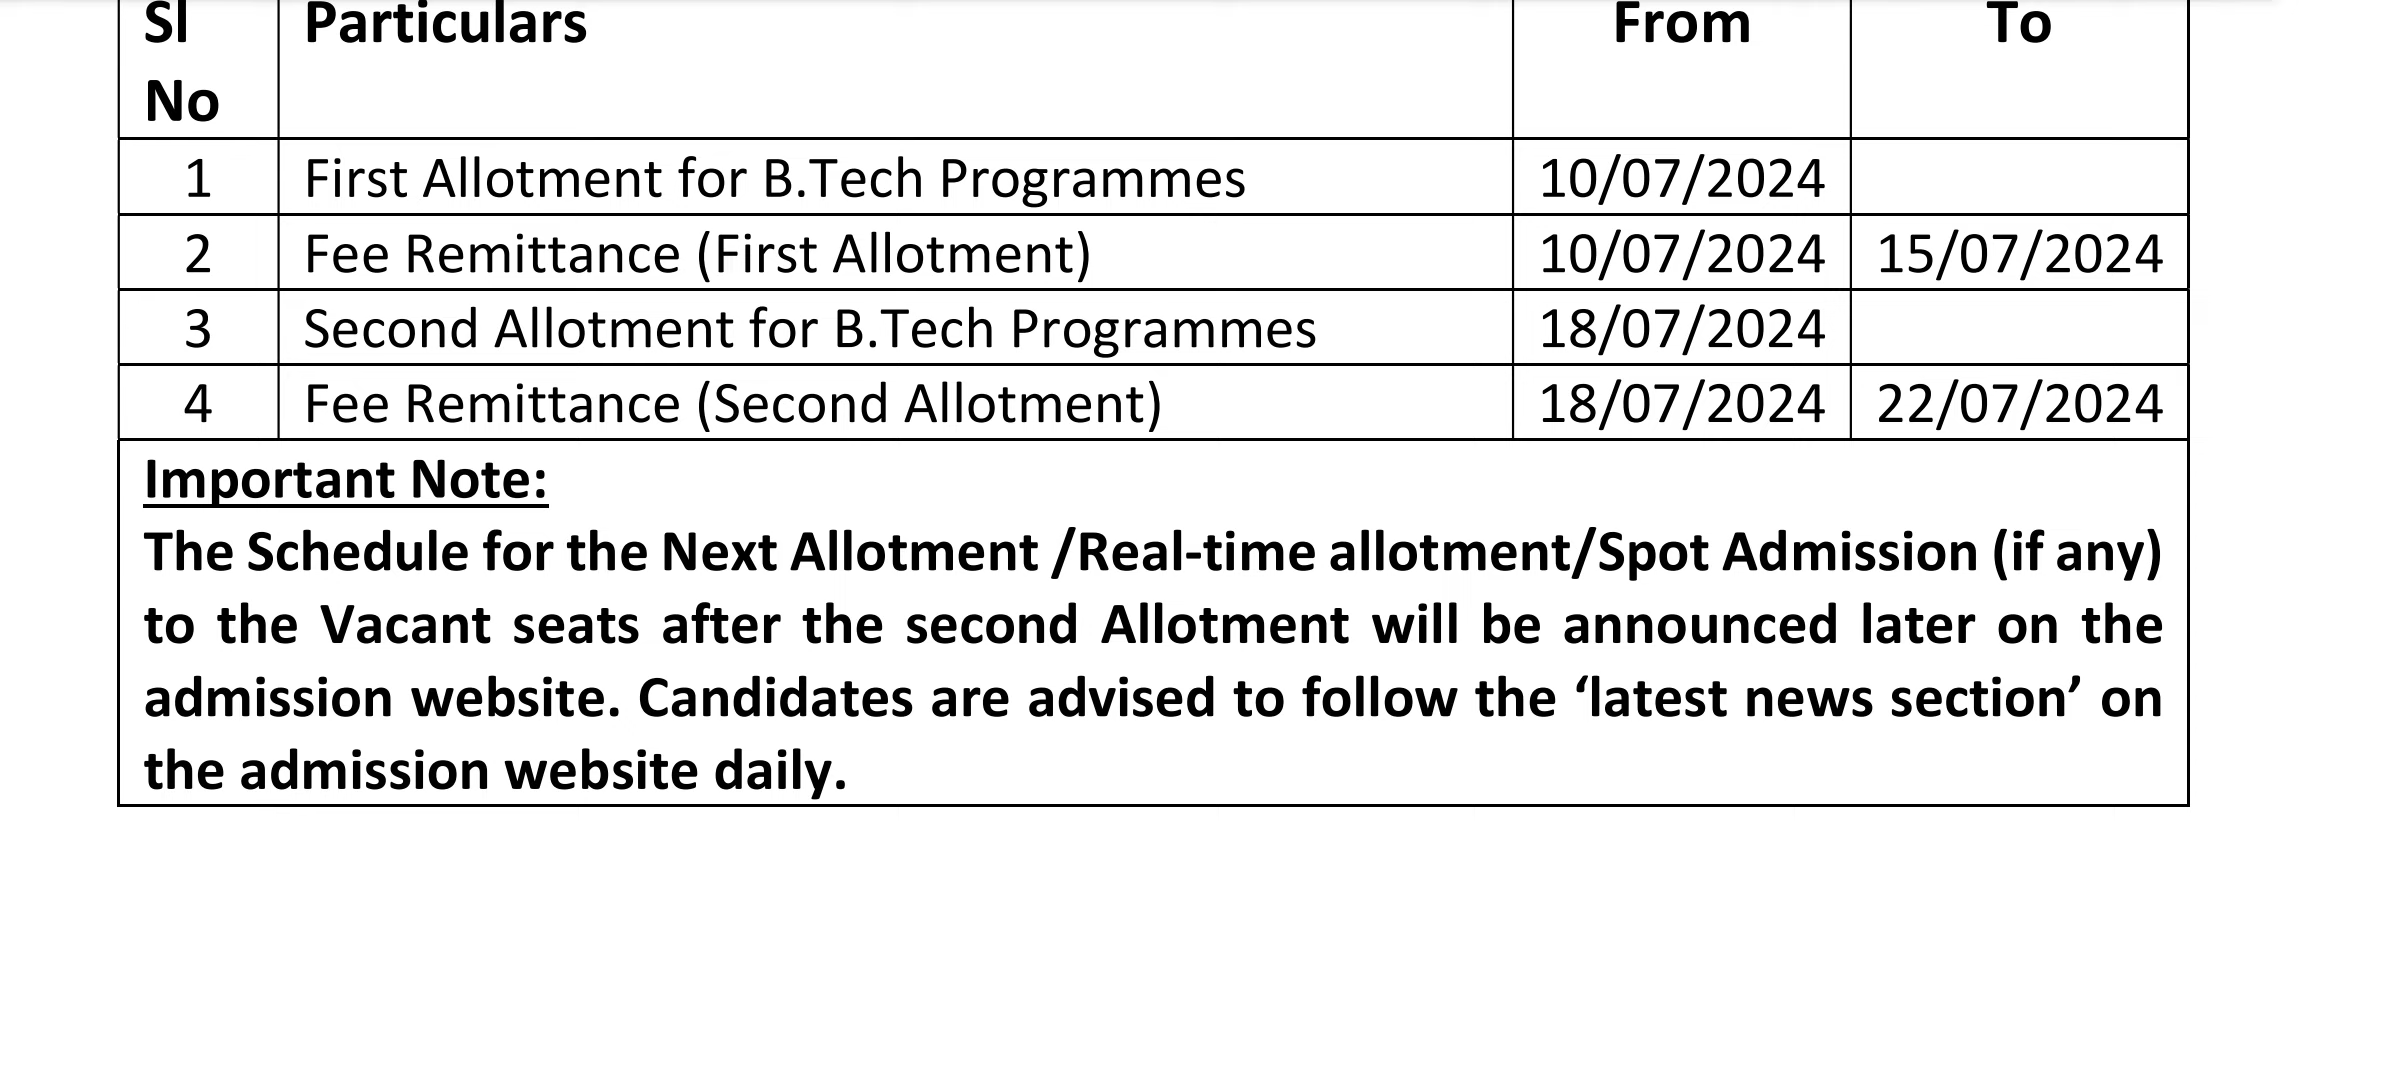 Sl Particulars From To
No
1 First Allotment for B.Tech Programmes 10/07/2024
2 Fee Remittance (First Allotment) 10/07/2024 15/07/2024
3 Second Allotment for B.Tech Programmes 18/07/2024
4 Fee Remittance (Second Allotment) 18/07/2024 22/07/2024
Important Note:
The Schedule for the Next Allotment /Real-time allotment/Spot Admission (if any)
to the Vacant seats after the second Allotment will be announced later on the
admission website. Candidates are advised to follow the ‘latest news section’ on
the admission website daily.